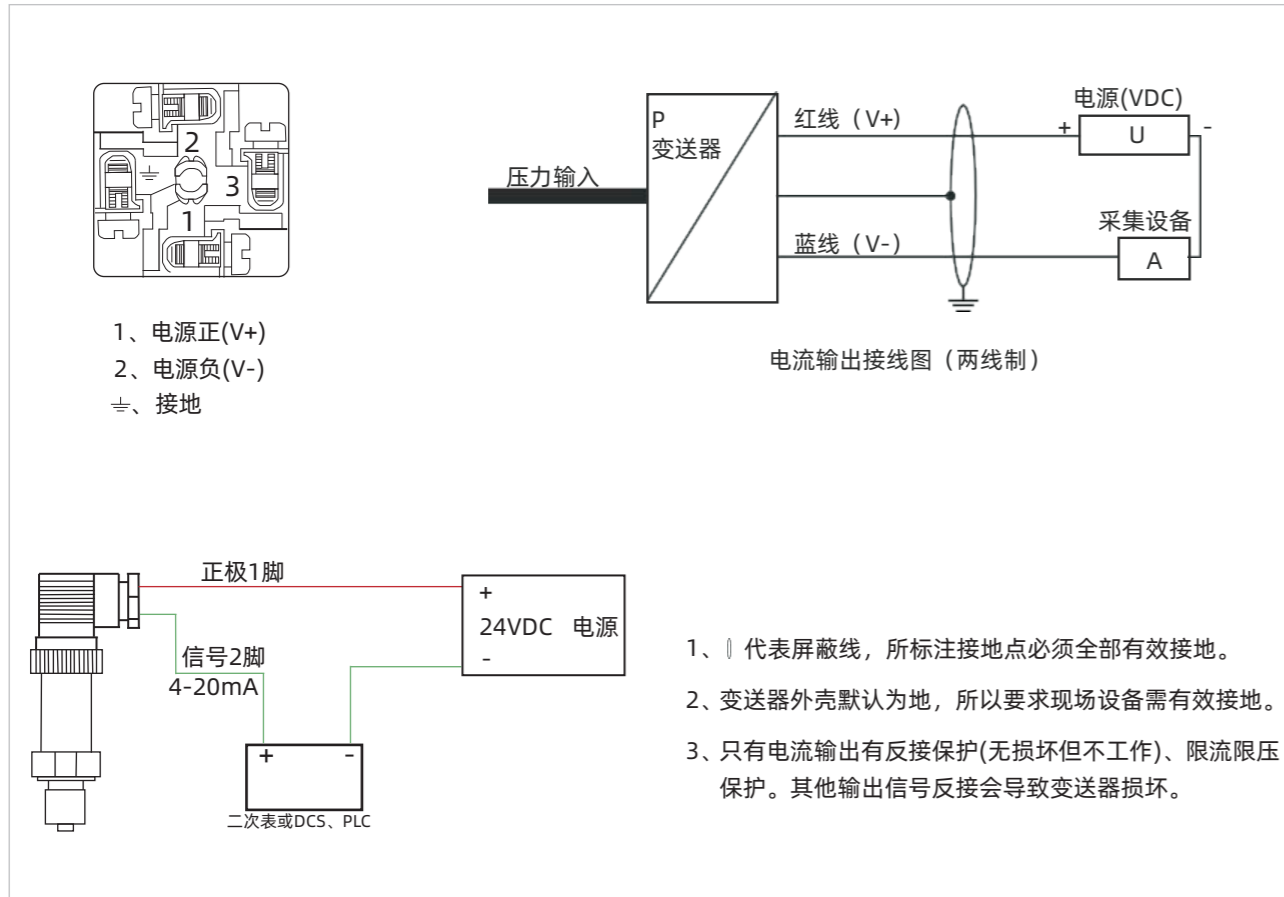 2
3
1
1、电源正(V+)
2、电源负(V-)
⏚、接地
P
变送器
压力输入
红线（V+）
蓝线（V-）
电源(VDC)
+
U
-
采集设备
A
电流输出接线图（两线制）
正极1脚
信号2脚
4-20mA
+
24VDC 电源
-
+ -
二次表或DCS、PLC
1、 代表屏蔽线，所标注接地点必须全部有效接地。
2、变送器外壳默认为地，所以要求现场设备需有效接地。
3、只有电流输出有反接保护(无损坏但不工作)、限流限压
保护。其他输出信号反接会导致变送器损坏。